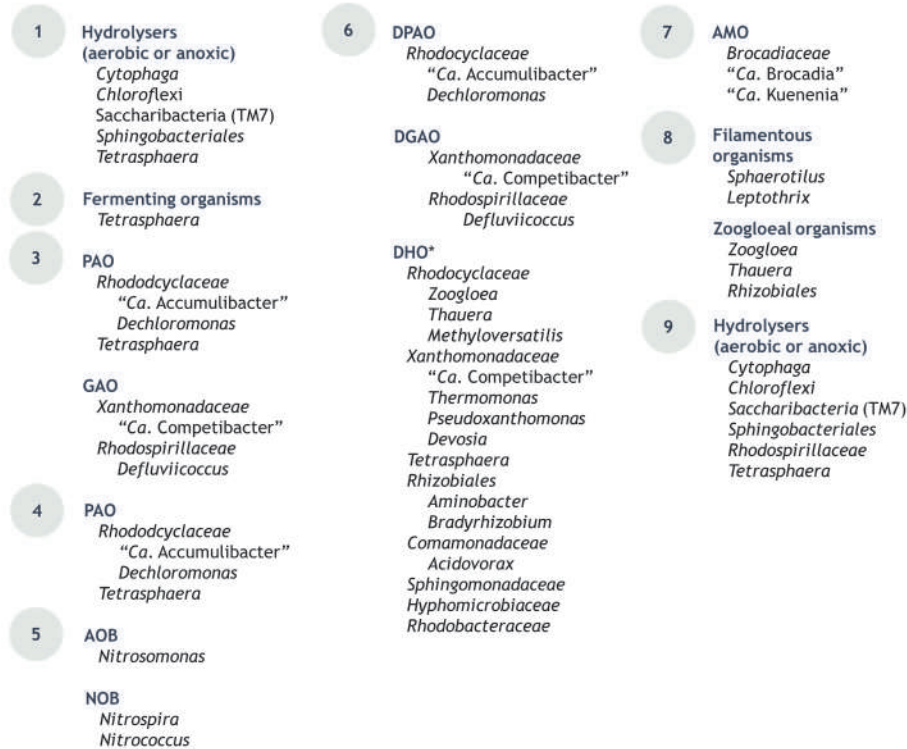 1
Hydrolysers
(aerobic or anoxic)
Cytophaga
Chloroflexi
Saccharibacteria (TM7)
Sphingobacteriales
Tetrasphaera
2
Fermenting organisms
Tetrasphaera
3
PAO
Rhododcyclaceae
“Ca. Accumulibacter”
Dechloromonas
Tetrasphaera
GAO
Xanthomonadaceae
“Ca. Competibacter”
Rhodospirillaceae
Defluviicoccus
4
PAO
Rhododcyclaceae
“Ca. Accumulibacter”
Dechloromonas
Tetrasphaera
5
AOB
Nitrosomonas
NOB
Nitrospira
Nitrococcus
6
DPAO
Rhodocyclaceae
“Ca. Accumulibacter”
Dechloromonas
DGAO
Xanthomonadaceae
“Ca. Competibacter”
Rhodospirillaceae
Defluviicoccus
DHO*
Rhodocyclaceae
Zoogloea
Thauera
Methyloversatilis
Xanthomonadaceae
“Ca. Competibacter”
Thermomonas
Pseudoxanthomonas
Devosia
Tetrasphaera
Rhizobiales
Aminobacter
Bradyrhizobium
Comamonadaceae
Acidovorax
Sphingomonadaceae
Hyphomicrobiaceae
Rhodobacteraceae
7
AMO
Brocadiaceae
“Ca. Brocadia”
“Ca. Kuenenia”
8
Filamentous
organisms
Sphaerotilus
Leptothrix
Zoogloeal organisms
Zoogloea
Thauera
Rhizobiales
9
Hydrolysers
(aerobic or anoxic)
Cytophaga
Chloroflexi
Saccharibacteria (TM7)
Sphingobacteriales
Rhodospirillaceae
Tetrasphaera